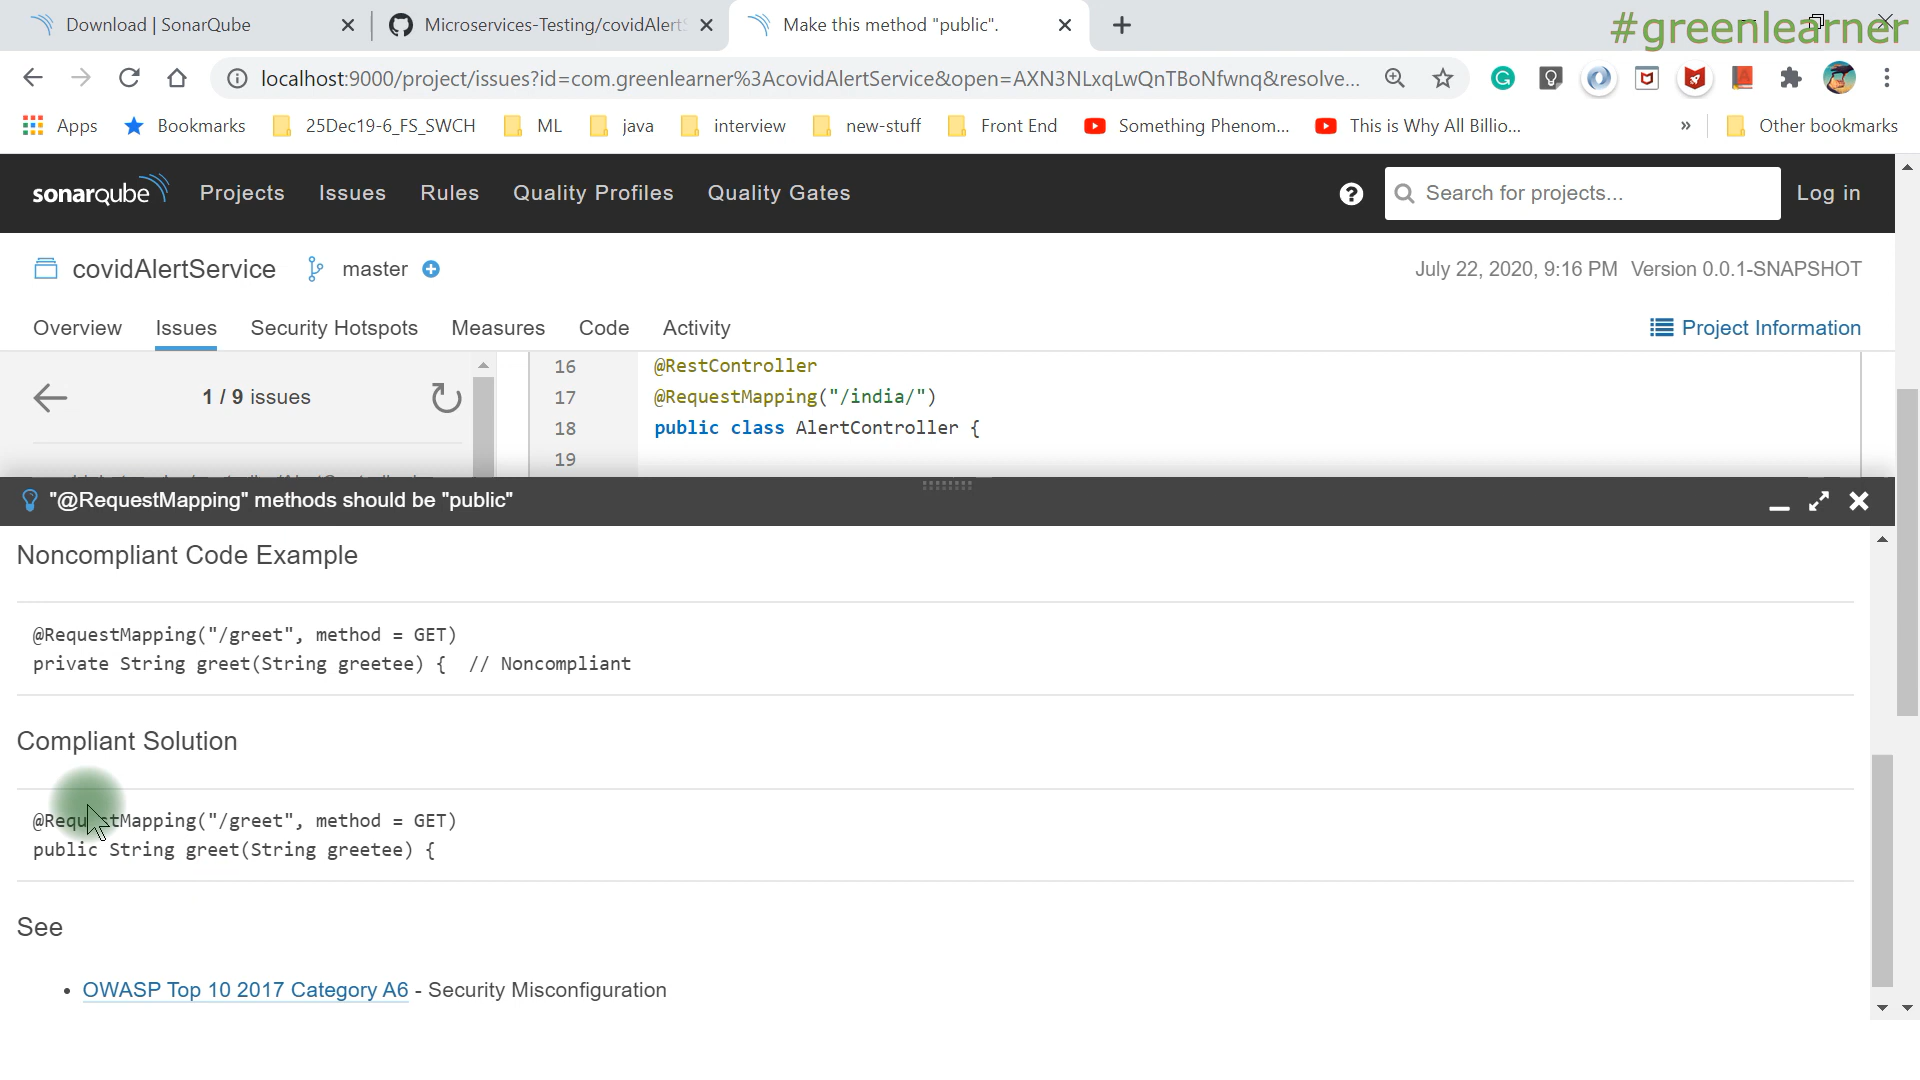 Download | SonarQube
Microservices-Testing/covidAlertS
Make this method "public".
#greenlearner
localhost:9000/project/issues?id=com.greenlearner%3AcovidAlertService&open=AXN3NLxqLwQnTBoNfwnq&resolve...
Apps
Bookmarks
25Dec19-6_FS_SWCH
ML
java
interview
new-stuff
Front End
Something Phenom...
This is Why All Billio...
»
Other bookmarks
sonarqube
Projects
Issues
Rules
Quality Profiles
Quality Gates
Search for projects...
Log in
covidAlertService
master
July 22, 2020, 9:16 PM Version 0.0.1-SNAPSHOT
Overview
Issues
Security Hotspots
Measures
Code
Activity
Project Information
1 / 9 issues
16 @RestController
17 @RequestMapping("/india/")
18 public class AlertController {
19
"@RequestMapping" methods should be "public"
Noncompliant Code Example
@RequestMapping("/greet", method = GET)
private String greet(String greetee) {  // Noncompliant
Compliant Solution
@RequestMapping("/greet", method = GET)
public String greet(String greetee) {
See
• OWASP Top 10 2017 Category A6 - Security Misconfiguration